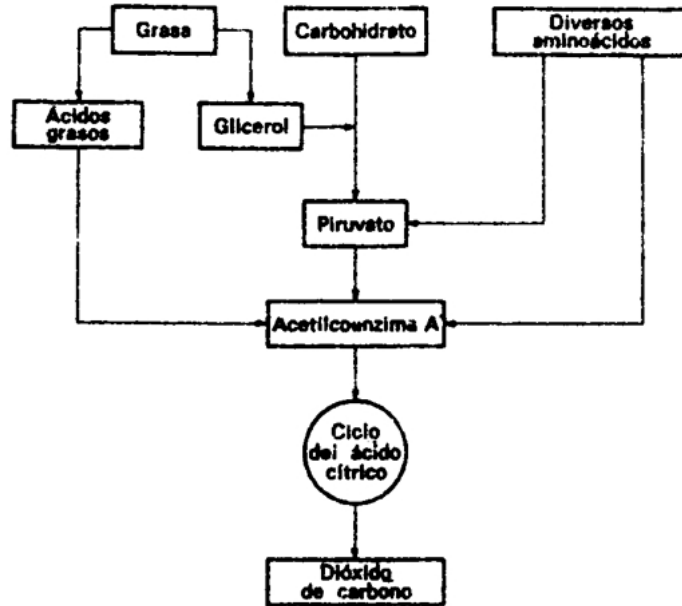 Grasa
Carbohidrato
Diversos
aminoácidos
Ácidos
grasos
Glicerol
Piruvato
Acetilcoenzima A
Ciclo
del ácido
cítrico
Dióxido
de carbono